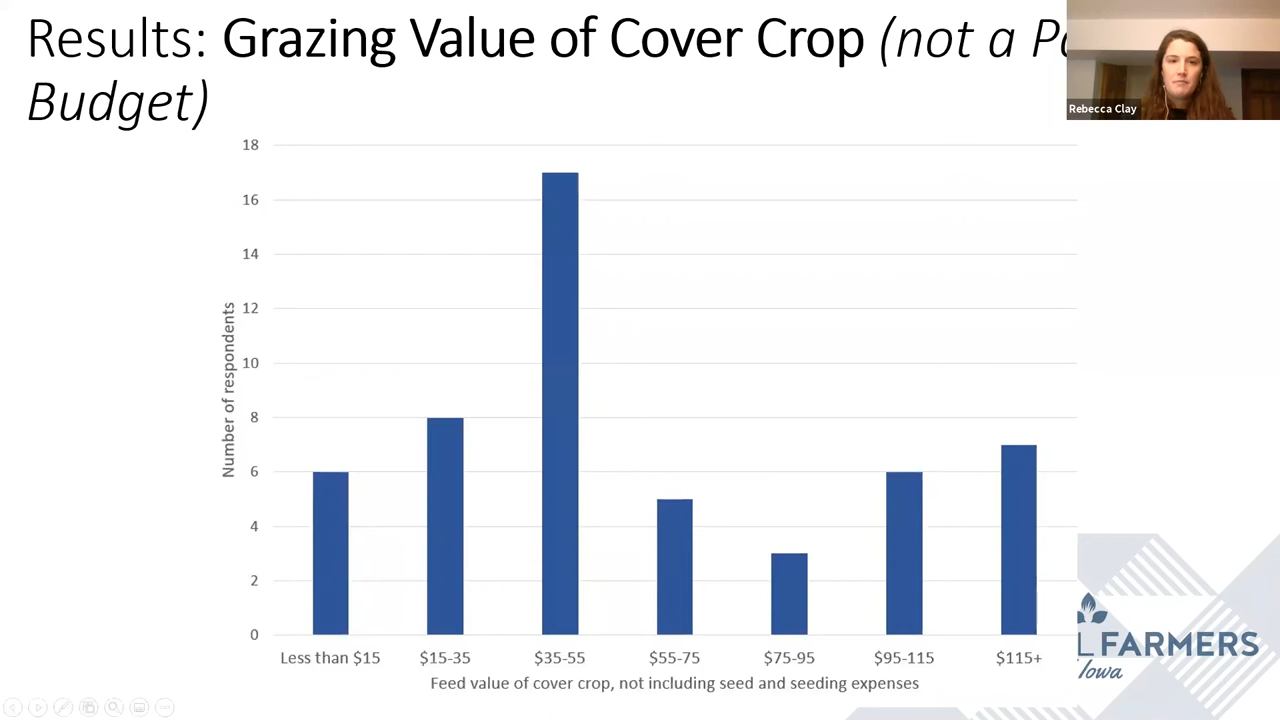 Results: Grazing Value of Cover Crop (not a Pa
Budget)
Rebecca Clay
18
16
14
12
10
8
6
4
2
0
Number of respondents
Less than $15 $15-35 $35-55 $55-75 $75-95 $95-115 $115+
Feed value of cover crop, not including seed and seeding expenses
L FARMERS
Iowa